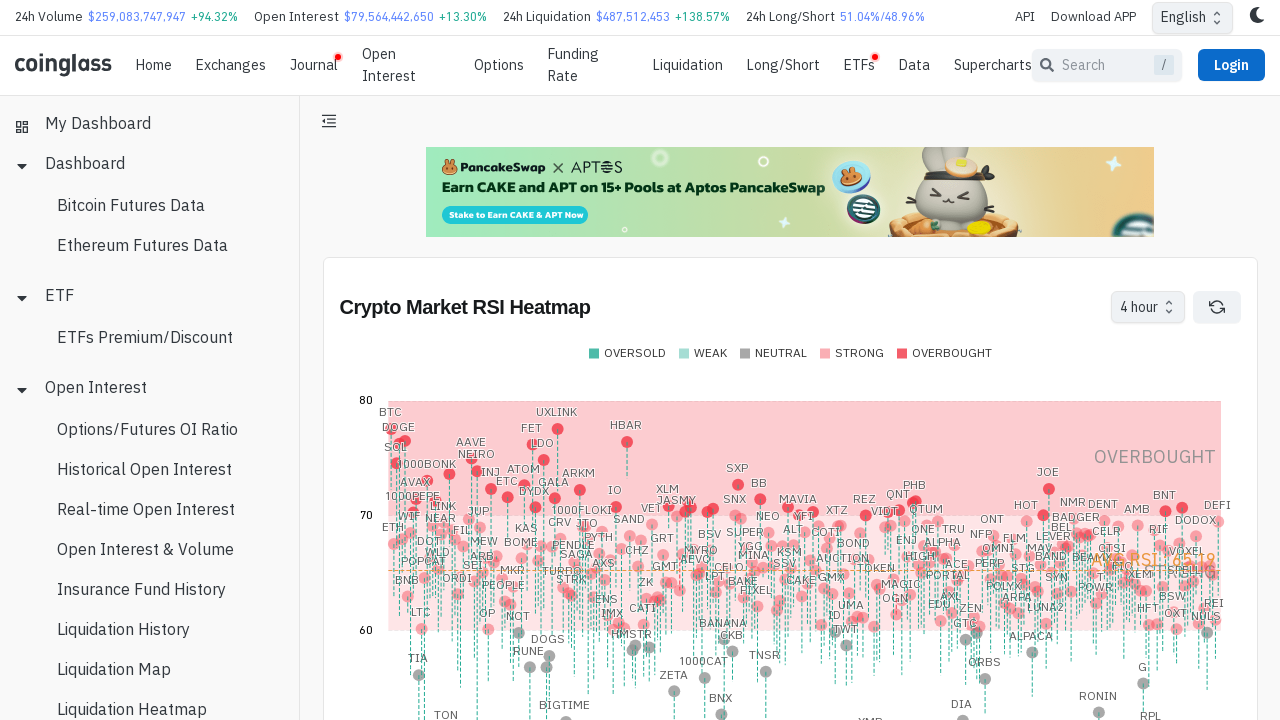 24h Volume $259,083,747,947 +94.32% Open Interest $79,564,442,650 +13.30% 24h Liquidation $487,512,453 +138.57% 24h Long/Short 51.04%/48.96% API Download APP English
coinglass Home Exchanges Journal Open Interest Options Funding Rate Liquidation Long/Short ETFs Data Supercharts Search / Login
My Dashboard
Dashboard
Bitcoin Futures Data
Ethereum Futures Data
ETF
ETFs Premium/Discount
Open Interest
Options/Futures OI Ratio
Historical Open Interest
Real-time Open Interest
Open Interest & Volume
Insurance Fund History
Liquidation History
Liquidation Map
Liquidation Heatmap
PancakeSwap × APTOS
Earn CAKE and APT on 15+ Pools at Aptos PancakeSwap
Stake to Earn CAKE & APT Now
Crypto Market RSI Heatmap
4 hour
OVERSOLD WEAK NEUTRAL STRONG OVERBOUGHT
80
BTC UXLINK
DOGE FET HBAR
SOL AAVE LDO
NEIRO OVERBOUGHT
1000BONK INJ ATOM ARKM SXP JOE
AVAX ETC GALA BB PHB
1000PEPE DYDX IO XLM QNT BNT
LINK JUP 1000FLOKI VET JASMY SNX MAVIA REZ HOT NMR DENT DEFI
70
WIF NEAR CRV SAND NEO YFI XTZ VIDT QTUM AMB
ETH FIL KAS JTO ONT BADGER DODOX
DOT MEW BOME PYTH GRT BSV SUPER ALT COTI ENJ ONE TRU NFP FLM LEVER BEL CELR RIF
WLD PENDLE CHZ MYRO YGG BOND ALPHA OMNI MAV CTSI VOXEL
POPCAT ARB SAGA AEVO MINA KSM AUCTION HIGH PERP BAND
SEI MKR TURBO AXS GMT CELO SSV TOKEN ACE STG
BNB ORDI PEOPLE STRK ZK BAKE CAKE GMX MAGIC PORTAL POLYX SYN POWR XEM
ENS PIXEL OGN AXL ARPA BSW
LTC OP NOT IMX CATI UMA EDU ZEN LUNA2 HFT OXT REI
60
BANANA ID GTC NULS
HMSTR CKB TWT ALPACA
TIA RUNE DOGS 1000CAT TNSR ORBS G
ZETA
TON BIGTIME BNX DIA RONIN RPL